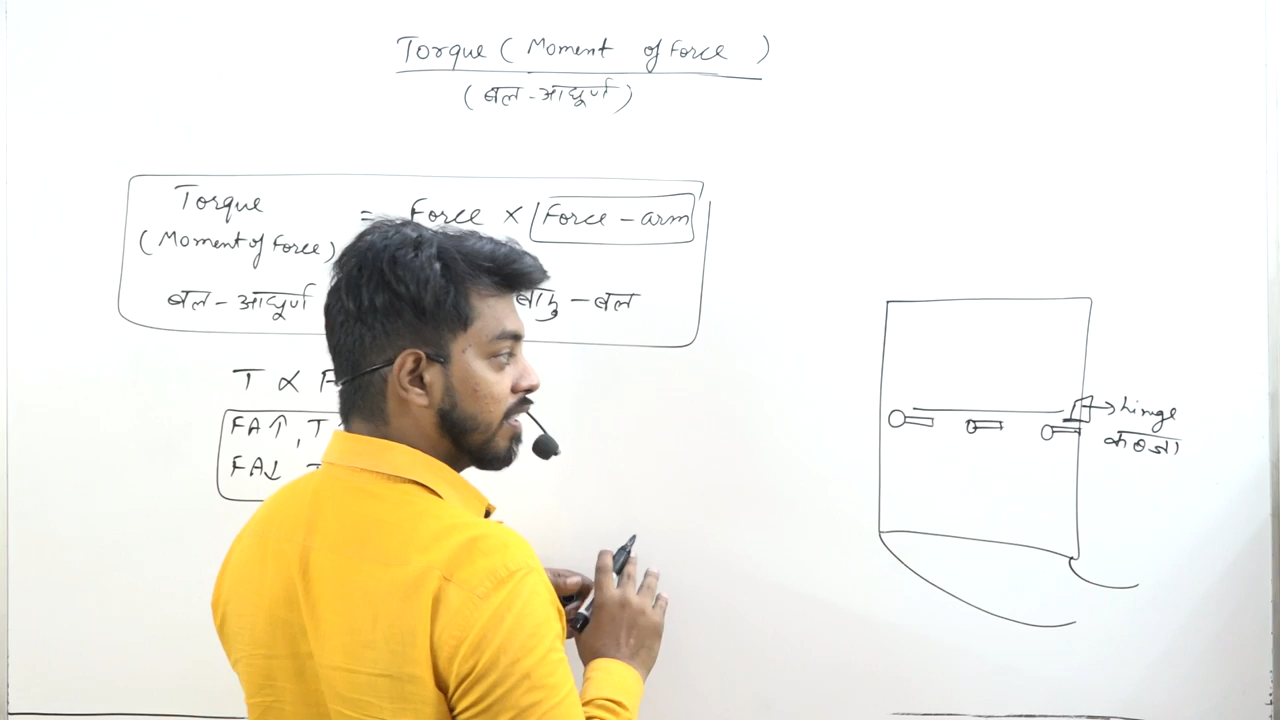 Torque ( Moment of Force )
( बल - आघूर्ण )
Torque = Force × Force - arm
( Moment of Force )
बल - आघूर्ण बाहु - बल
T ∝ F
FA↑ , T
FA↓
hinge
कब्जा